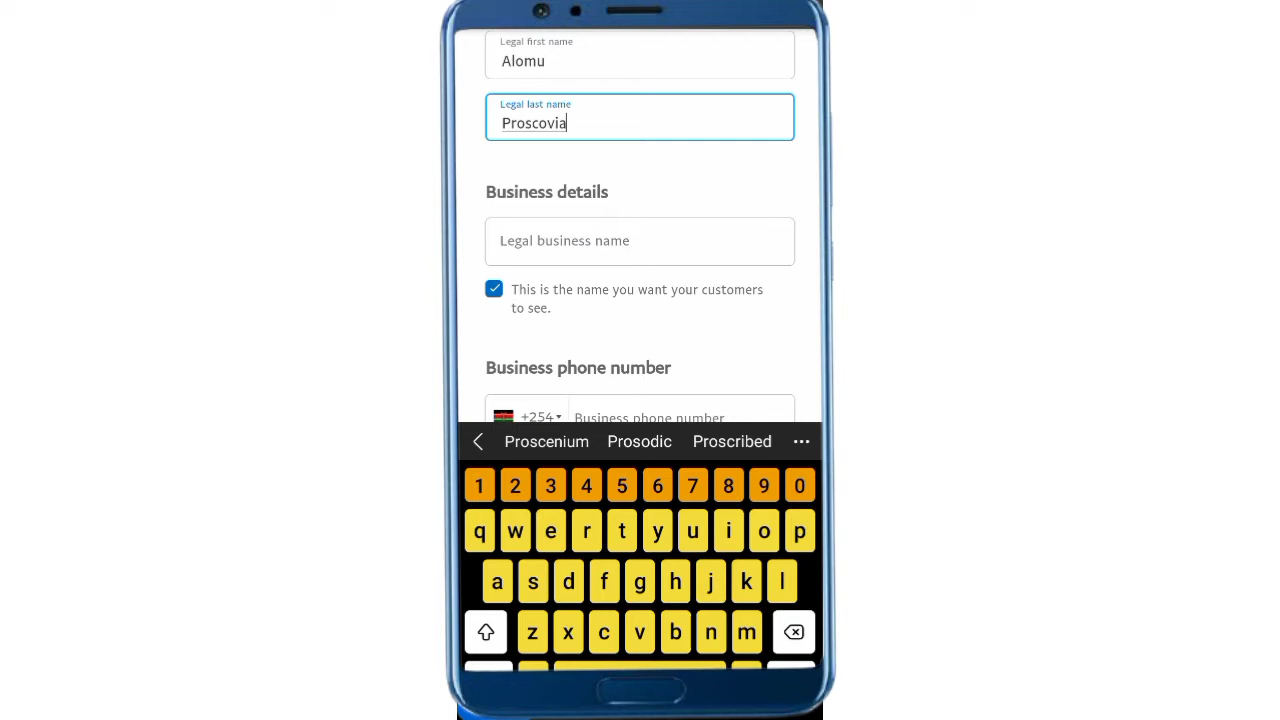 Legal first name
Alomu
Legal last name
Proscovia
Business details
Legal business name
This is the name you want your customers
to see.
Business phone number
+254 Business phone number
Proscenium Prosodic Proscribed ...
1 2 3 4 5 6 7 8 9 0
q w e r t y u i o p
a s d f g h j k l
z x c v b n m